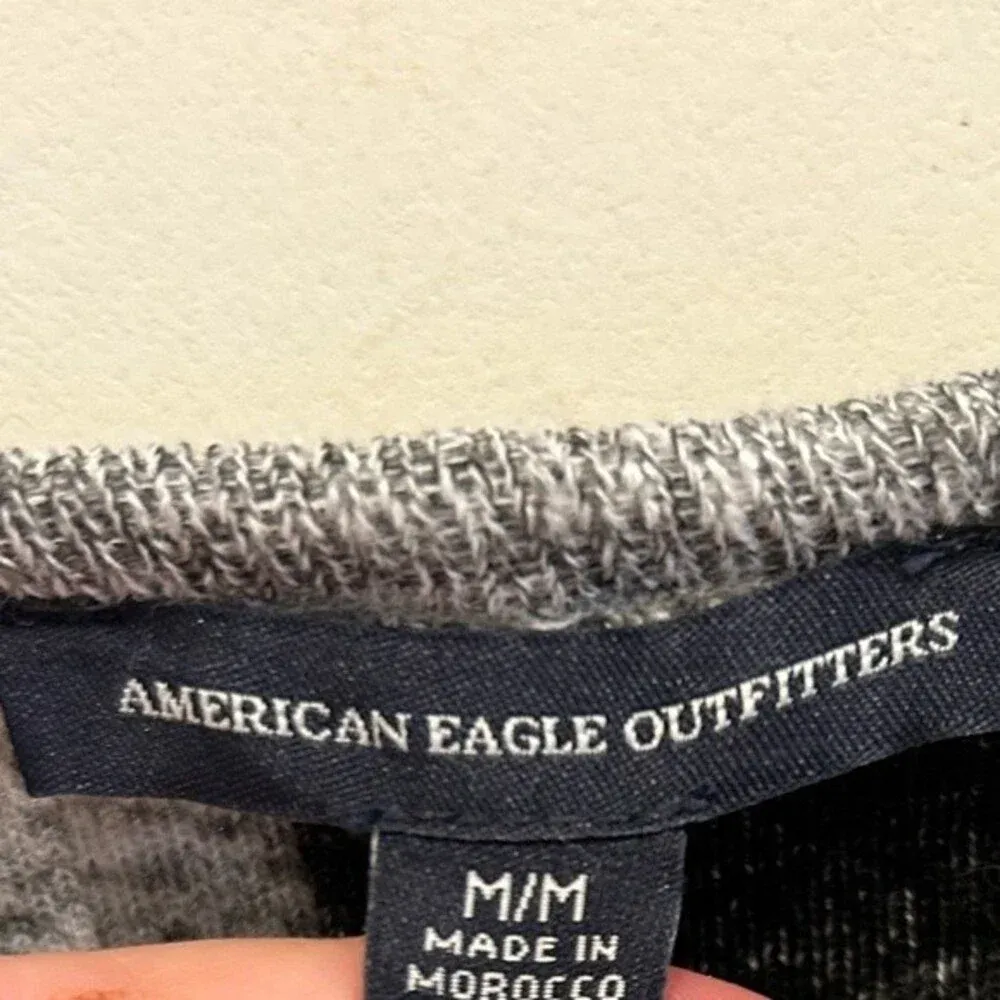 AMERICAN EAGLE OUTFITTERS
M/M
MADE IN
MOROCCO